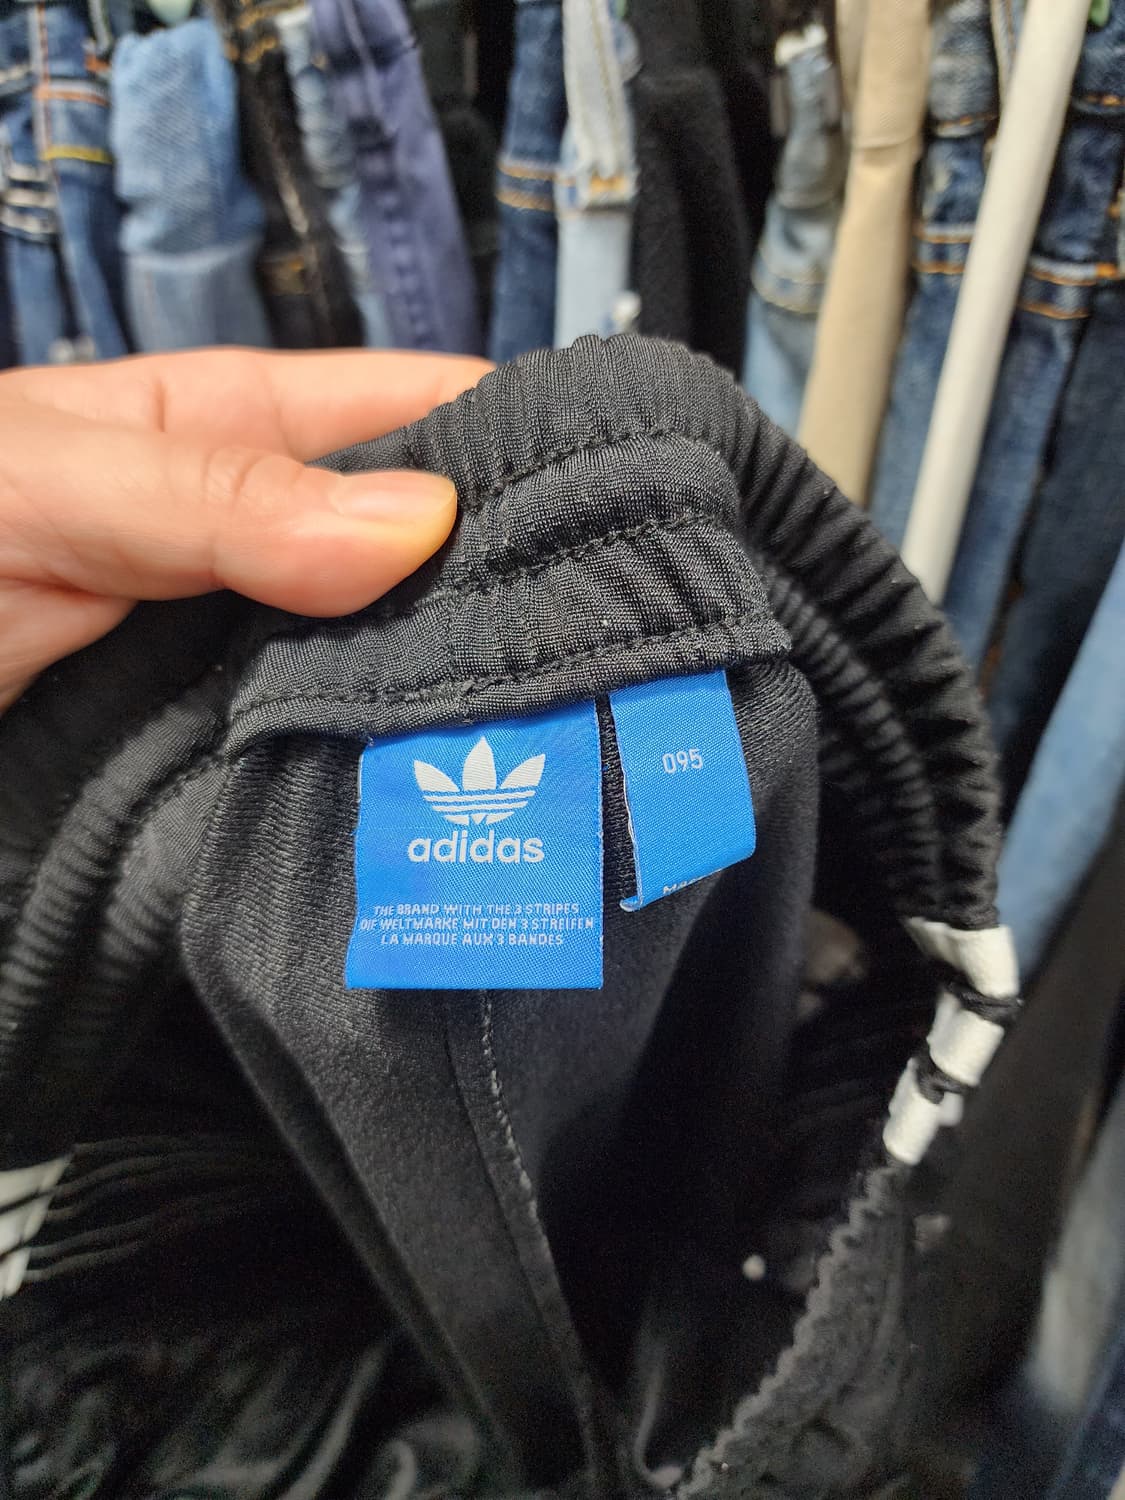 adidas
THE BRAND WITH THE 3 STRIPES
DIE WELTMARKE MIT DEN 3 STREIFEN
LA MARQUE AUX 3 BANDES
095